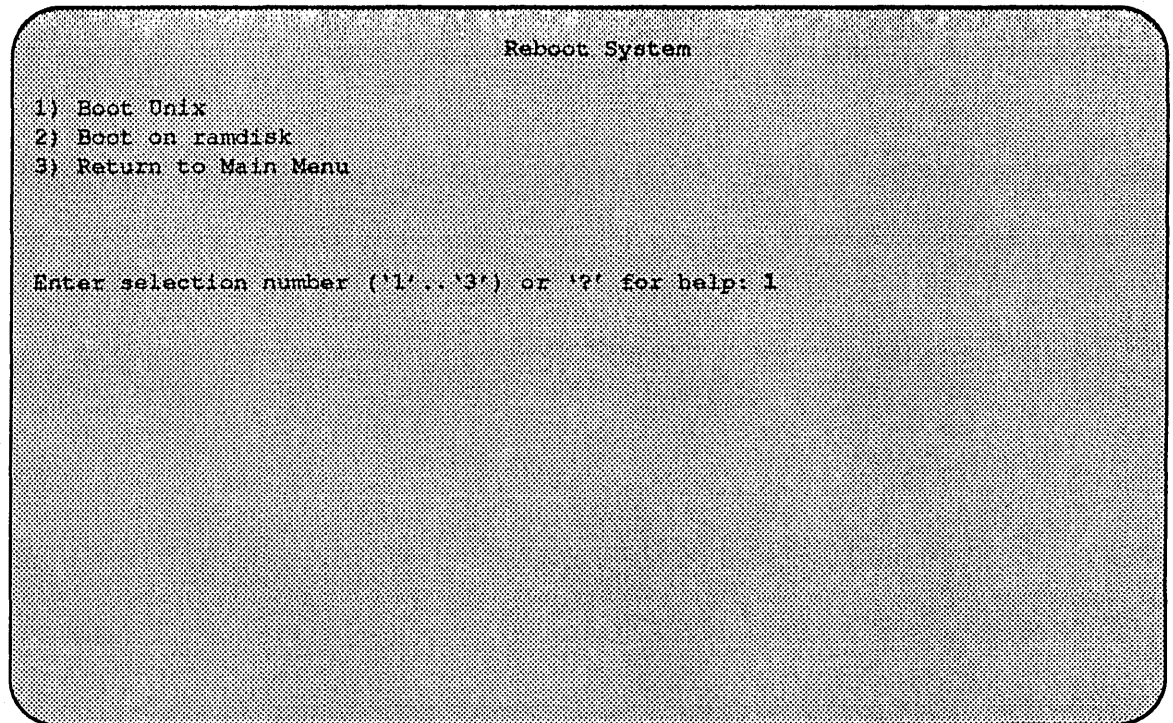 Reboot System
1) Boot Unix
2) Boot on ramdisk
3) Return to Main Menu
Enter selection number ('1'..'3') or '?' for help: 1